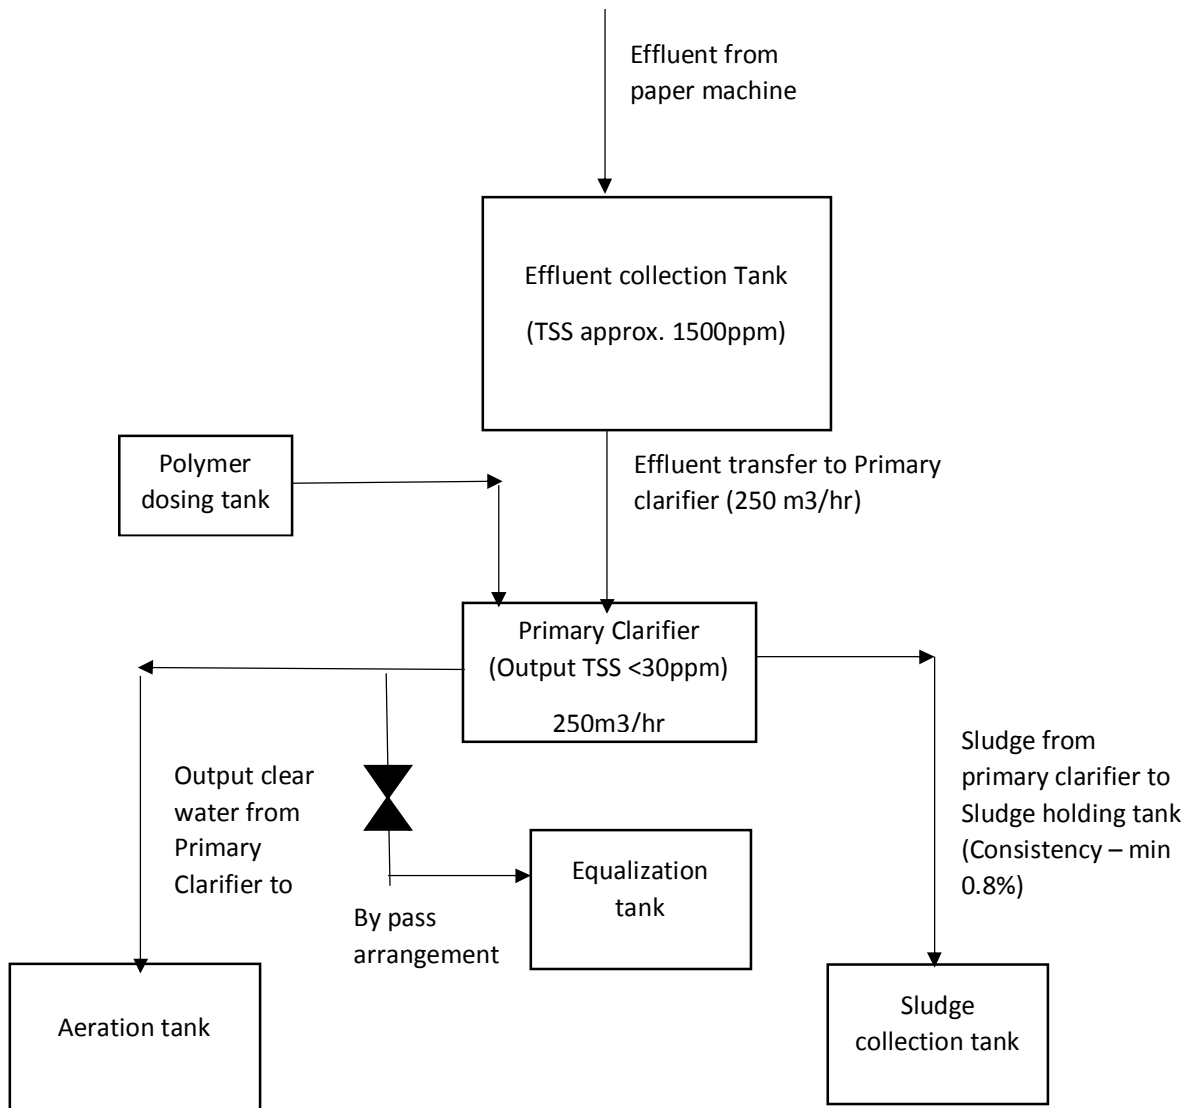 Effluent from
paper machine
Effluent collection Tank
(TSS approx. 1500ppm)
Polymer
dosing tank
Effluent transfer to Primary
clarifier (250 m3/hr)
Primary Clarifier
(Output TSS <30ppm)
250m3/hr
Output clear
water from
Primary
Clarifier to
Sludge from
primary clarifier to
Sludge holding tank
(Consistency – min
0.8%)
Equalization
tank
By pass
arrangement
Aeration tank
Sludge
collection tank